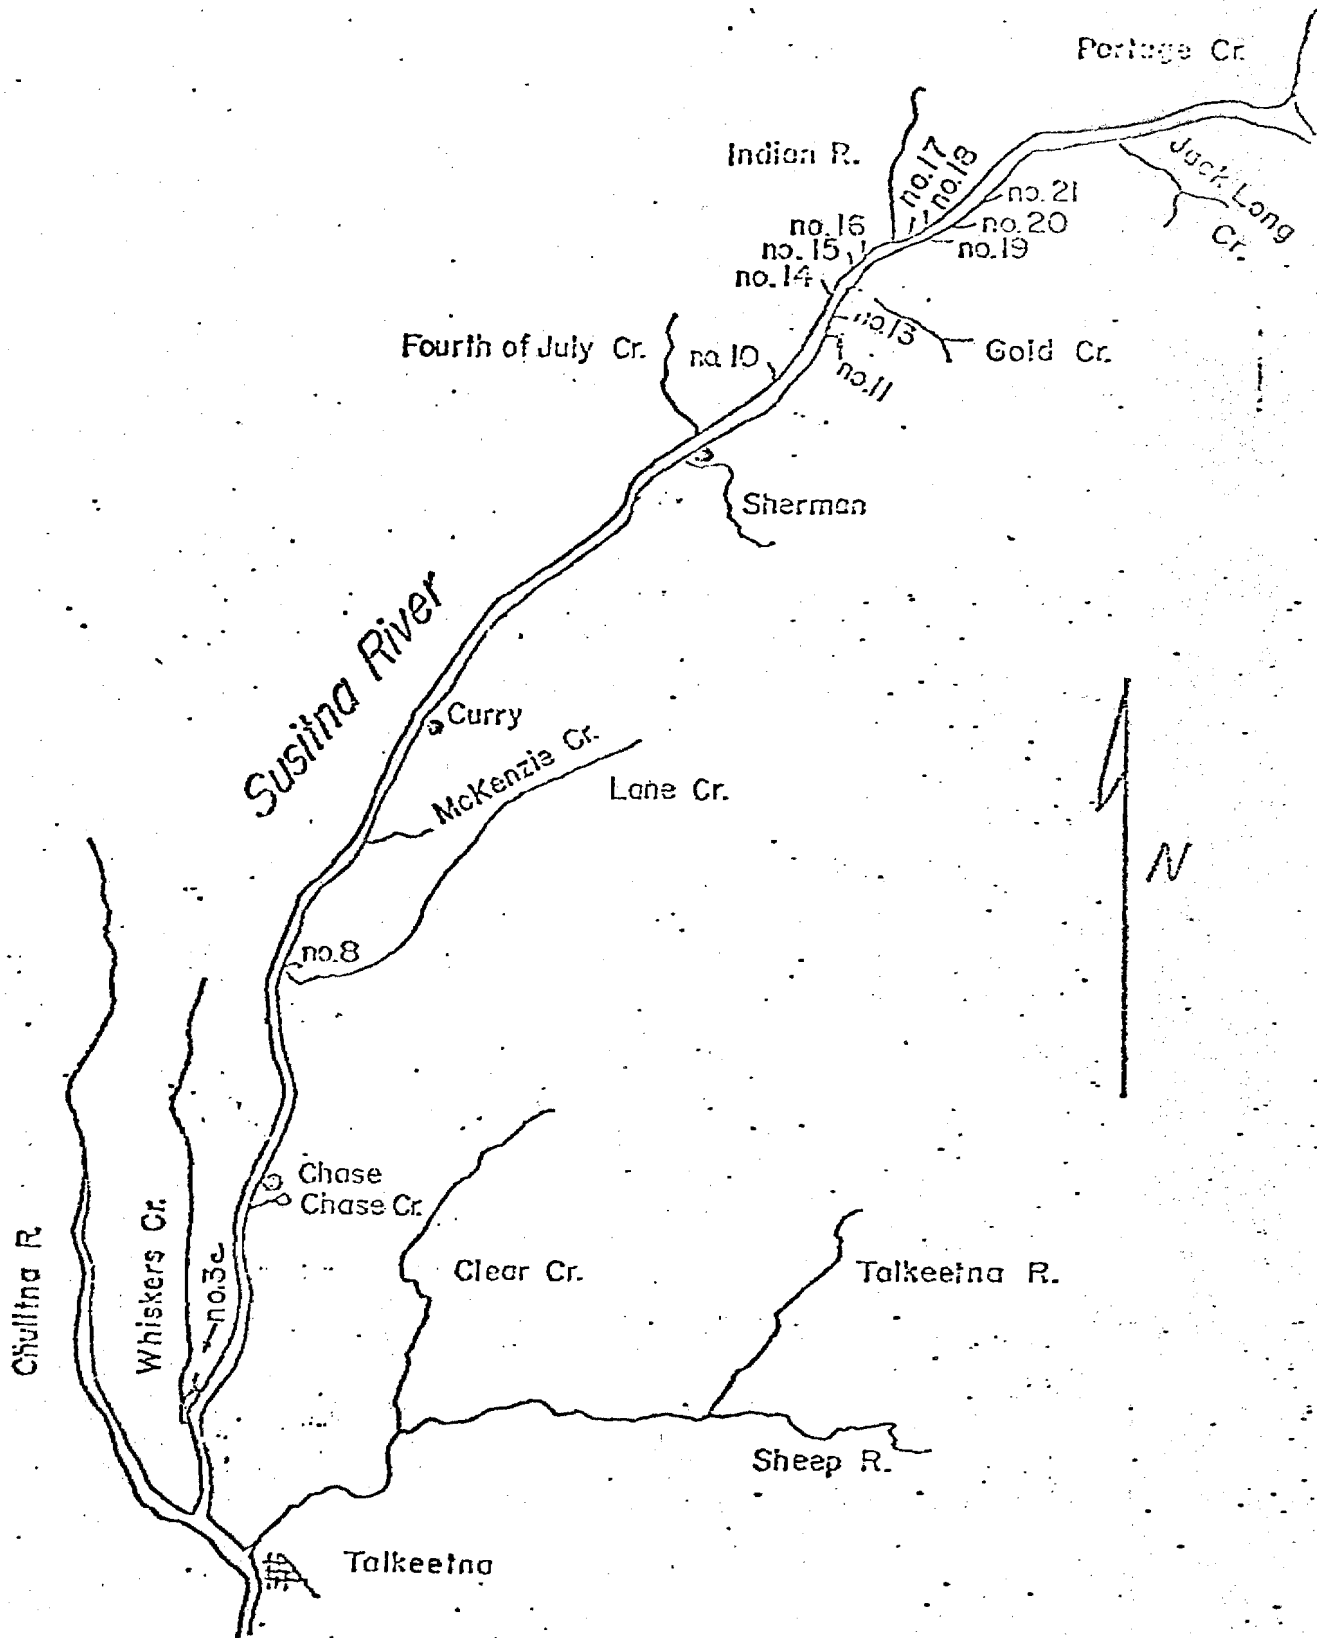 Portage Cr.
Indian R.
no.17
no.18
Jack Long
Cr.
no.21
no.16
no.20
no.15
no.19
no.14
no.13
Fourth of July Cr.
no.10
Gold Cr.
no.11
Sherman
Susitna River
Curry
McKenzie Cr.
Lane Cr.
N
no.8
Chase
Chase Cr.
Chulitna R.
Whiskers Cr.
no.3c
Clear Cr.
Talkeetna R.
Sheep R.
Talkeetna